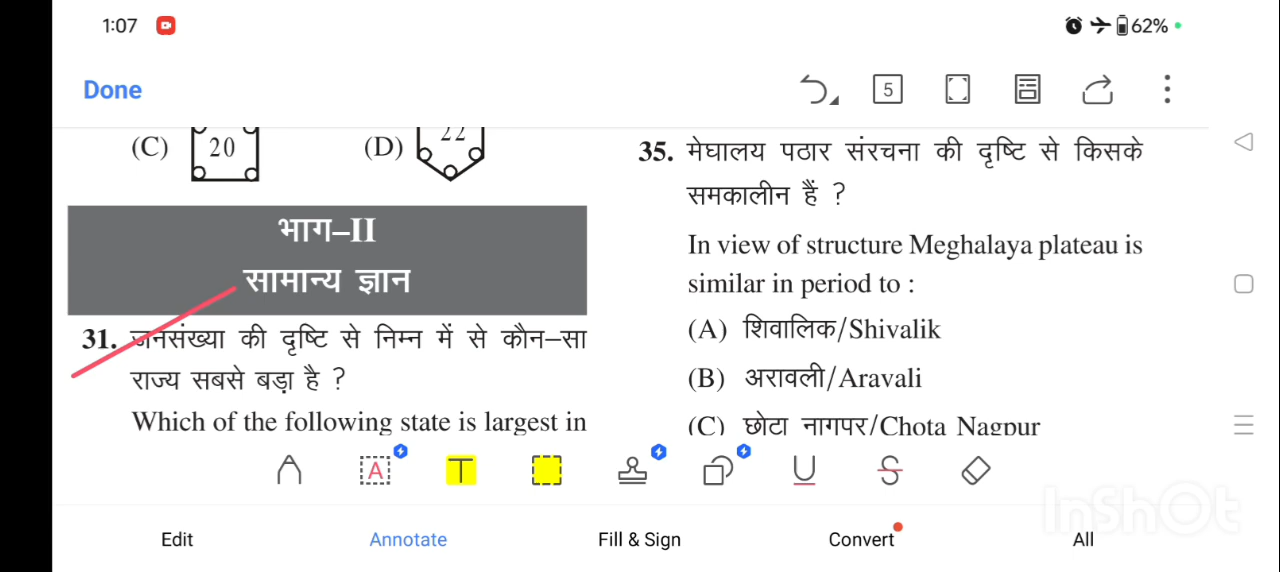 1:07
62%
Done
5
(C) 20 (D) 22
भाग–II
सामान्य ज्ञान
31. जनसंख्या की दृष्टि से निम्न में से कौन–सा
राज्य सबसे बड़ा है ?
Which of the following state is largest in
35. मेघालय पठार संरचना की दृष्टि से किसके
समकालीन हैं ?
In view of structure Meghalaya plateau is
similar in period to :
(A) शिवालिक/Shivalik
(B) अरावली/Aravali
(C) छोटा नागपर/Chota Nagpur
A T U S
Edit Annotate Fill & Sign Convert All
InShOt